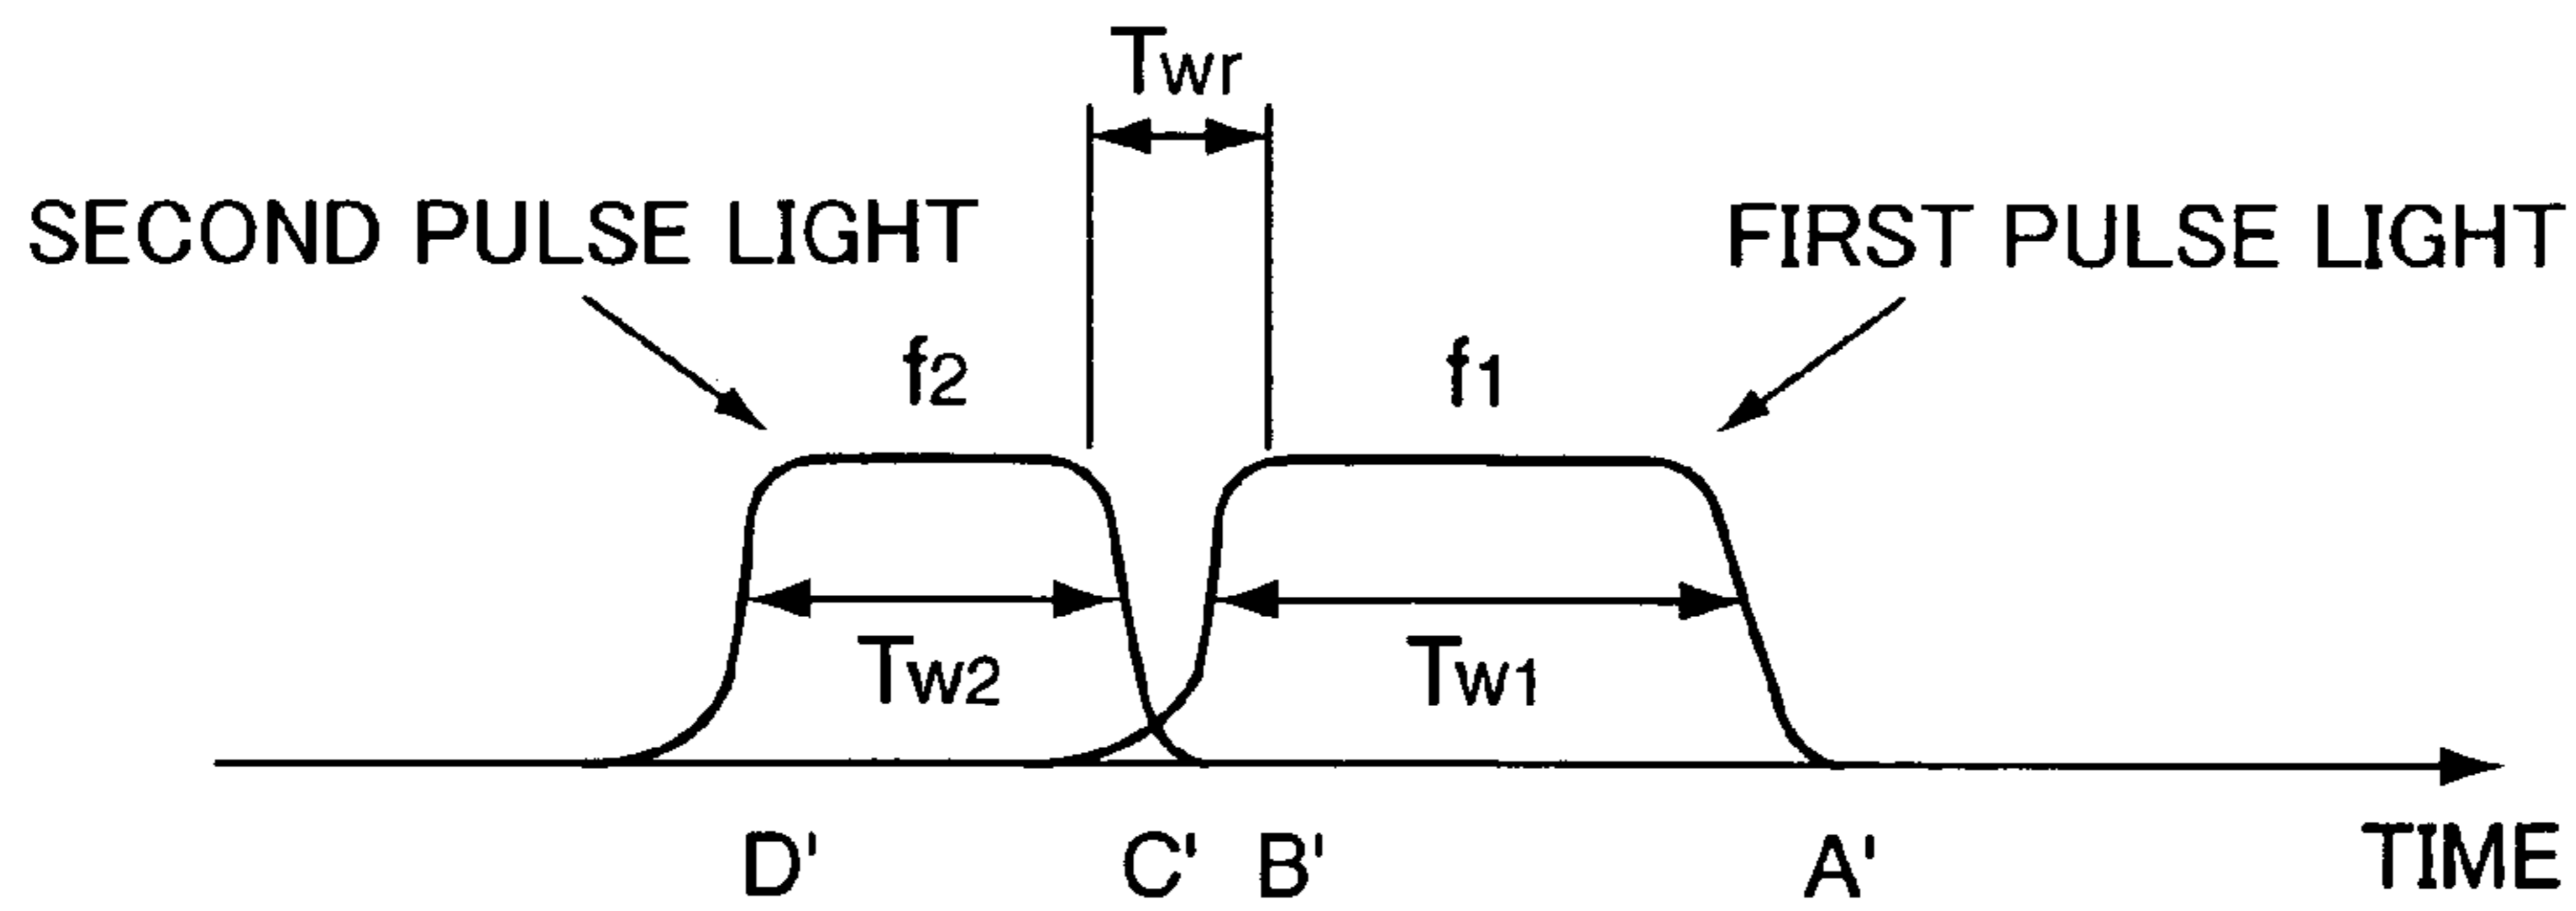 Twr
SECOND PULSE LIGHT
FIRST PULSE LIGHT
f2
f1
Tw2
Tw1
D'
C'
B'
A'
TIME